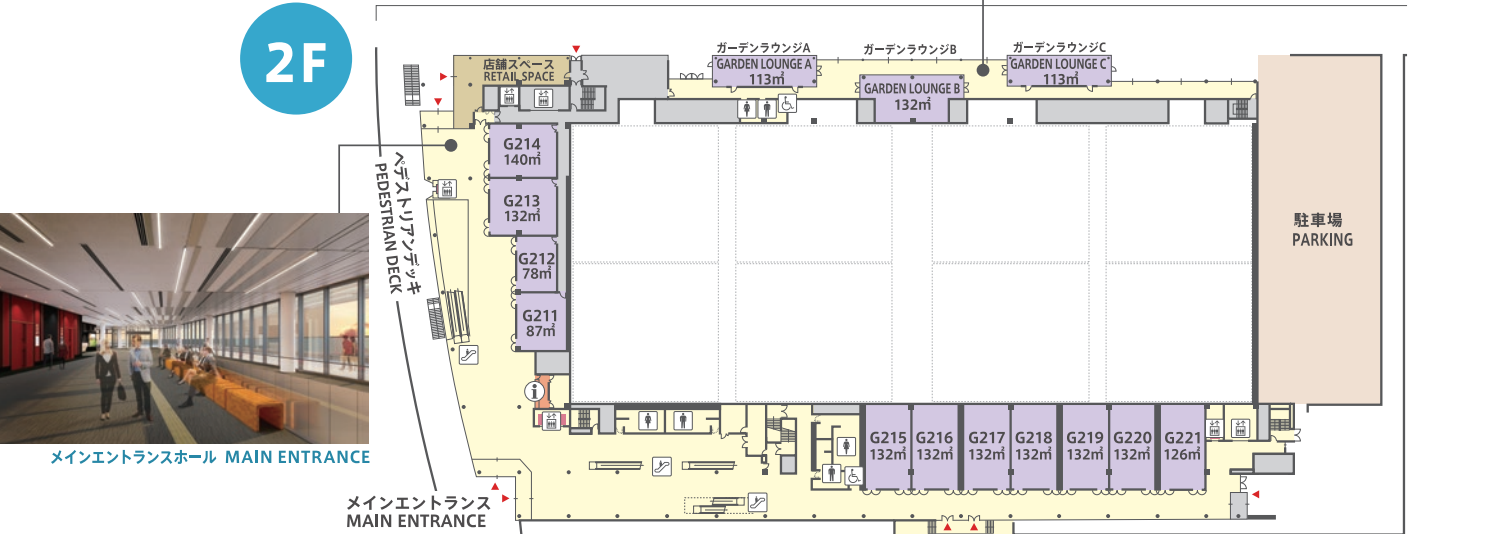 2F
店舗スペース
RETAIL SPACE
ガーデンラウンジA
GARDEN LOUNGE A
113㎡
ガーデンラウンジB
GARDEN LOUNGE B
132㎡
ガーデンラウンジC
GARDEN LOUNGE C
113㎡
G214
140㎡
G213
132㎡
G212
78㎡
G211
87㎡
ペデストリアンデッキ
PEDESTRIAN DECK
駐車場
PARKING
i
G215
132㎡
G216
132㎡
G217
132㎡
G218
132㎡
G219
132㎡
G220
132㎡
G221
126㎡
メインエントランスホール MAIN ENTRANCE
メインエントランス
MAIN ENTRANCE